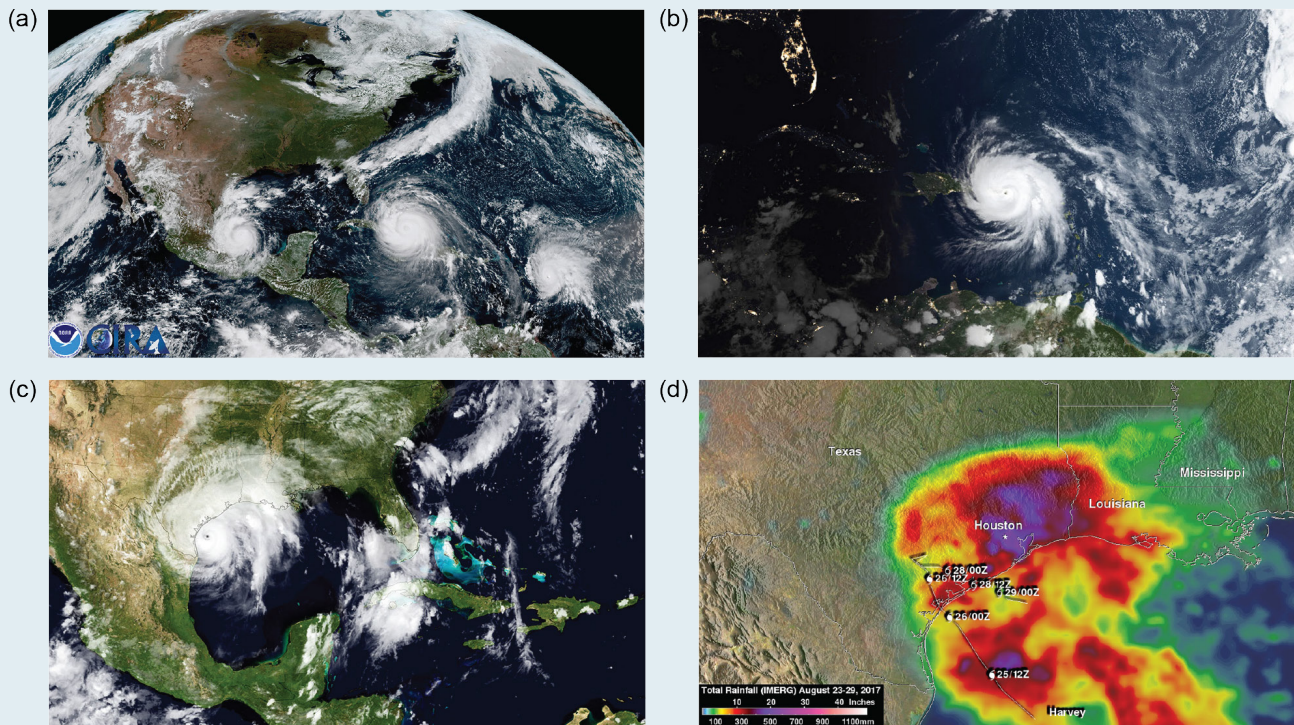 (a)
(b)
NOAA
CIRA
(c)
(d)
Texas
Mississippi
Louisiana
Houston
28/00Z
26/12Z
28/12Z
29/00Z
26/00Z
25/12Z
Total Rainfall (IMERG) August 23-29, 2017
10 20 30 40 Inches
100 300 500 700 900 1100mm
Harvey